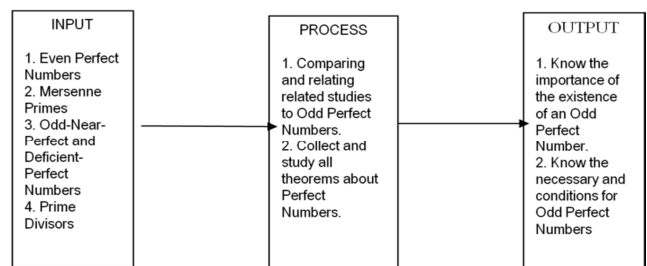 INPUT
1. Even Perfect
Numbers
2. Mersenne
Primes
3. Odd-Near-
Perfect and
Deficient-
Perfect
Numbers
4. Prime
Divisors
PROCESS
1. Comparing
and relating
related studies
to Odd Perfect
Numbers.
2. Collect and
study all
theorems about
Perfect
Numbers.
OUTPUT
1. Know the
importance of
the existence
of an Odd
Perfect
Number.
2. Know the
necessary and
conditions for
Odd Perfect
Numbers